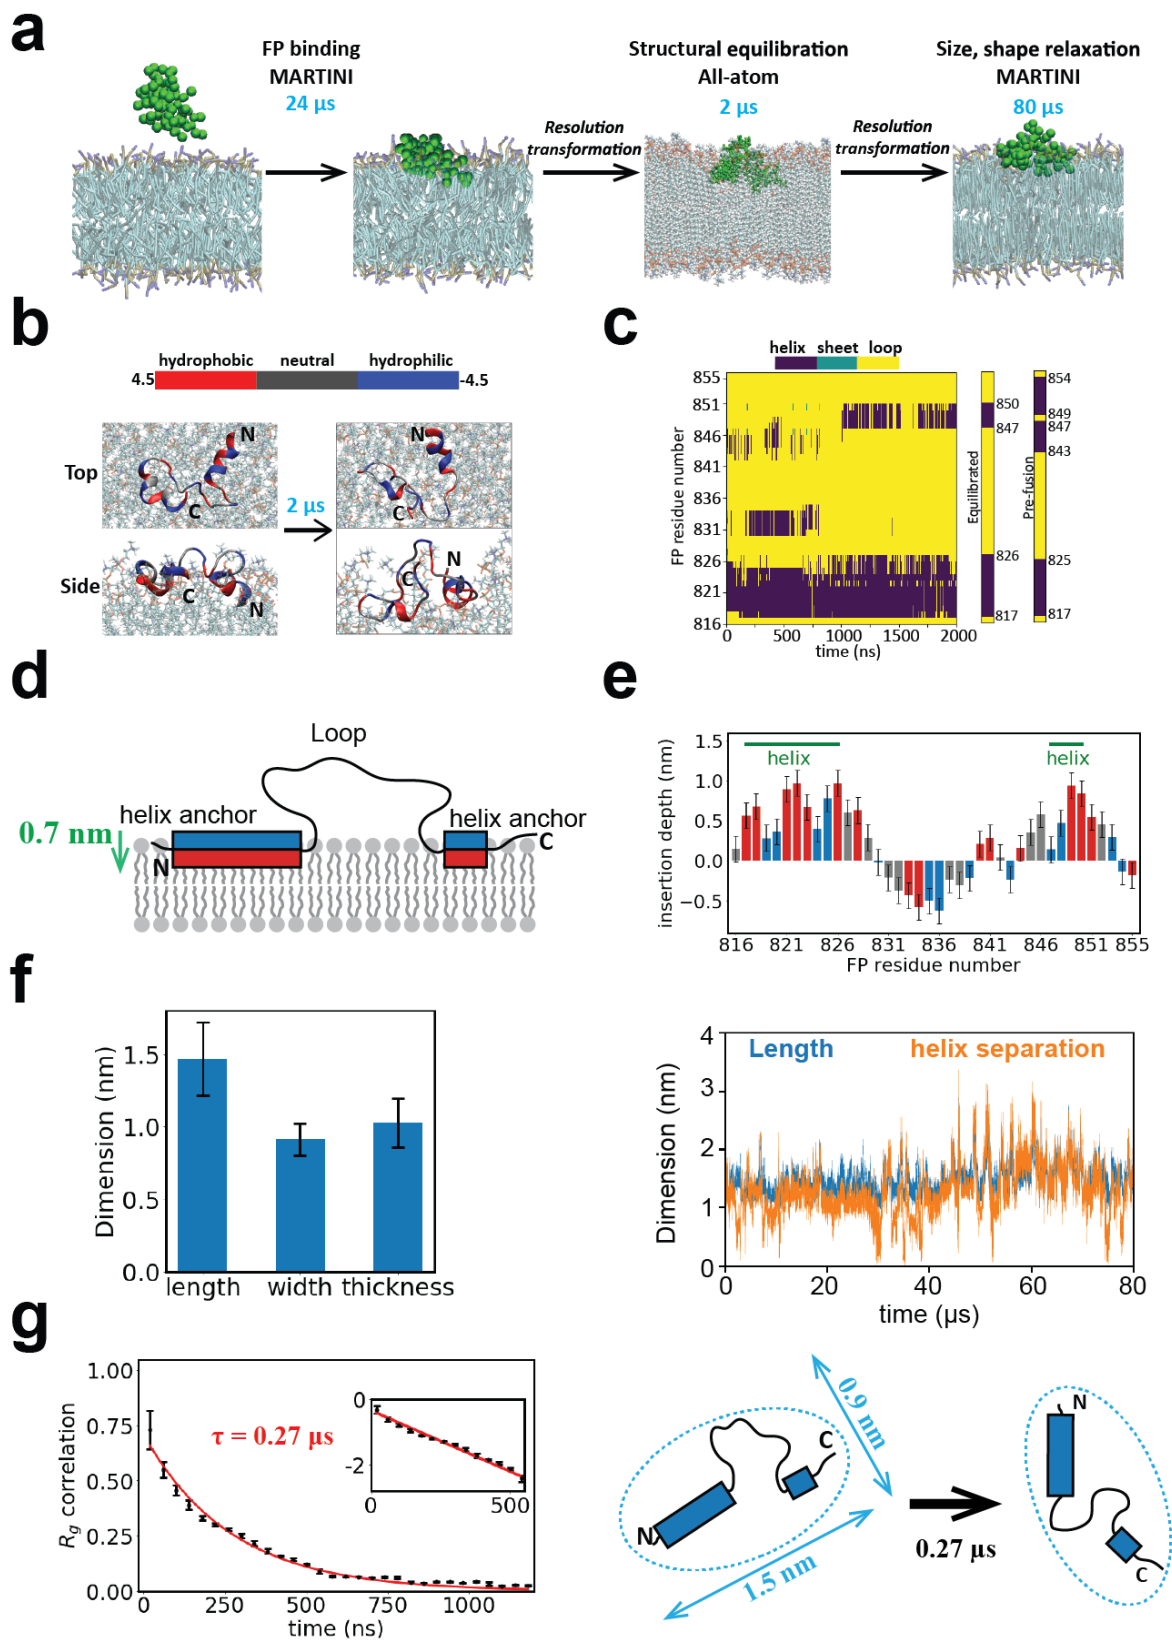 a
FP binding
MARTINI
24 µs
Structural equilibration
All-atom
2 µs
Size, shape relaxation
MARTINI
80 µs
Resolution
transformation
Resolution
transformation
b
hydrophobic neutral hydrophilic
4.5 -4.5
Top
N
C
2 µs
N
C
Side
C
N
C
N
c
helix sheet loop
FP residue number
855
851
846
841
836
831
826
821
816
0 500 1000 1500 2000
time (ns)
850
847
826
817
Equilibrated
854
849
847
843
825
817
Pre-fusion
d
Loop
helix anchor
helix anchor
0.7 nm
N
C
e
insertion depth (nm)
1.5
1.0
0.5
0.0
−0.5
helix
helix
816 821 826 831 836 841 846 851 855
FP residue number
f
Dimension (nm)
1.5
1.0
0.5
0.0
length width thickness
Dimension (nm)
4
3
2
1
0
Length helix separation
0 20 40 60 80
time (µs)
g
Rg correlation
1.00
0.75
0.50
0.25
0.00
τ = 0.27 µs
0
-2
0 500
0 250 500 750 1000
time (ns)
0.9 nm
1.5 nm
N
C
0.27 µs
N
C